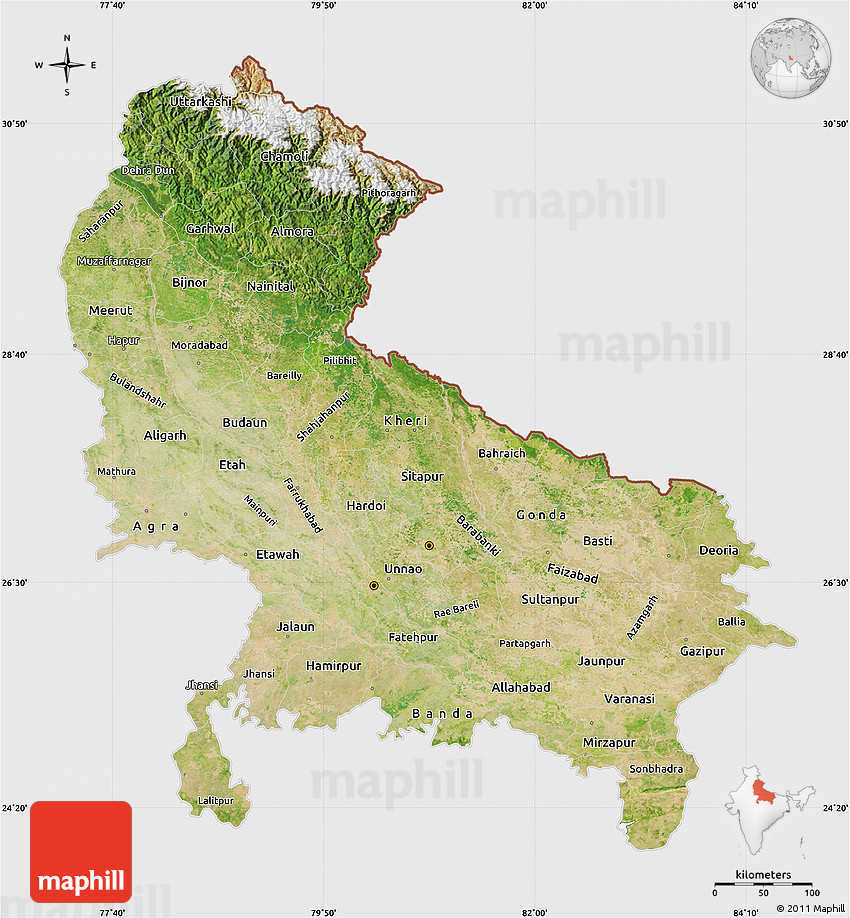 77°40' 79°50' 82°00' 84°10'
N
W E
S
30°50' 30°50'
Uttarkashi
Chamoli
Dehra Dun
Pithoragarh
maphill
Saharanpur
Garhwal
Almora
Muzaffarnagar
Bijnor
Nainital
Meerut
Hapur
Moradabad
maphill
28°40' 28°40'
Pilibhit
Bareilly
Bulandshahr
Shahjahanpur
Budaun
Kheri
Aligarh
Bahraich
Etah
Mathura
Sitapur
Farrukhabad
Mainpuri
Hardoi
Gonda
Agra
Barabanki
Basti
Deoria
Etawah
Unnao
Faizabad
26°30' 26°30'
Sultanpur
Rae Bareli
Azamgarh
Ballia
Jalaun
Fatehpur
Partapgarh
Gazipur
Hamirpur
Jaunpur
Jhansi
Jhansi
Allahabad
Varanasi
Banda
Mirzapur
Sonbhadra
maphill
Lalitpur
24°20' 24°20'
maphill
kilometers
0 50 100
77°40' 79°50' 82°00' 84°10'
© 2011 Maphill